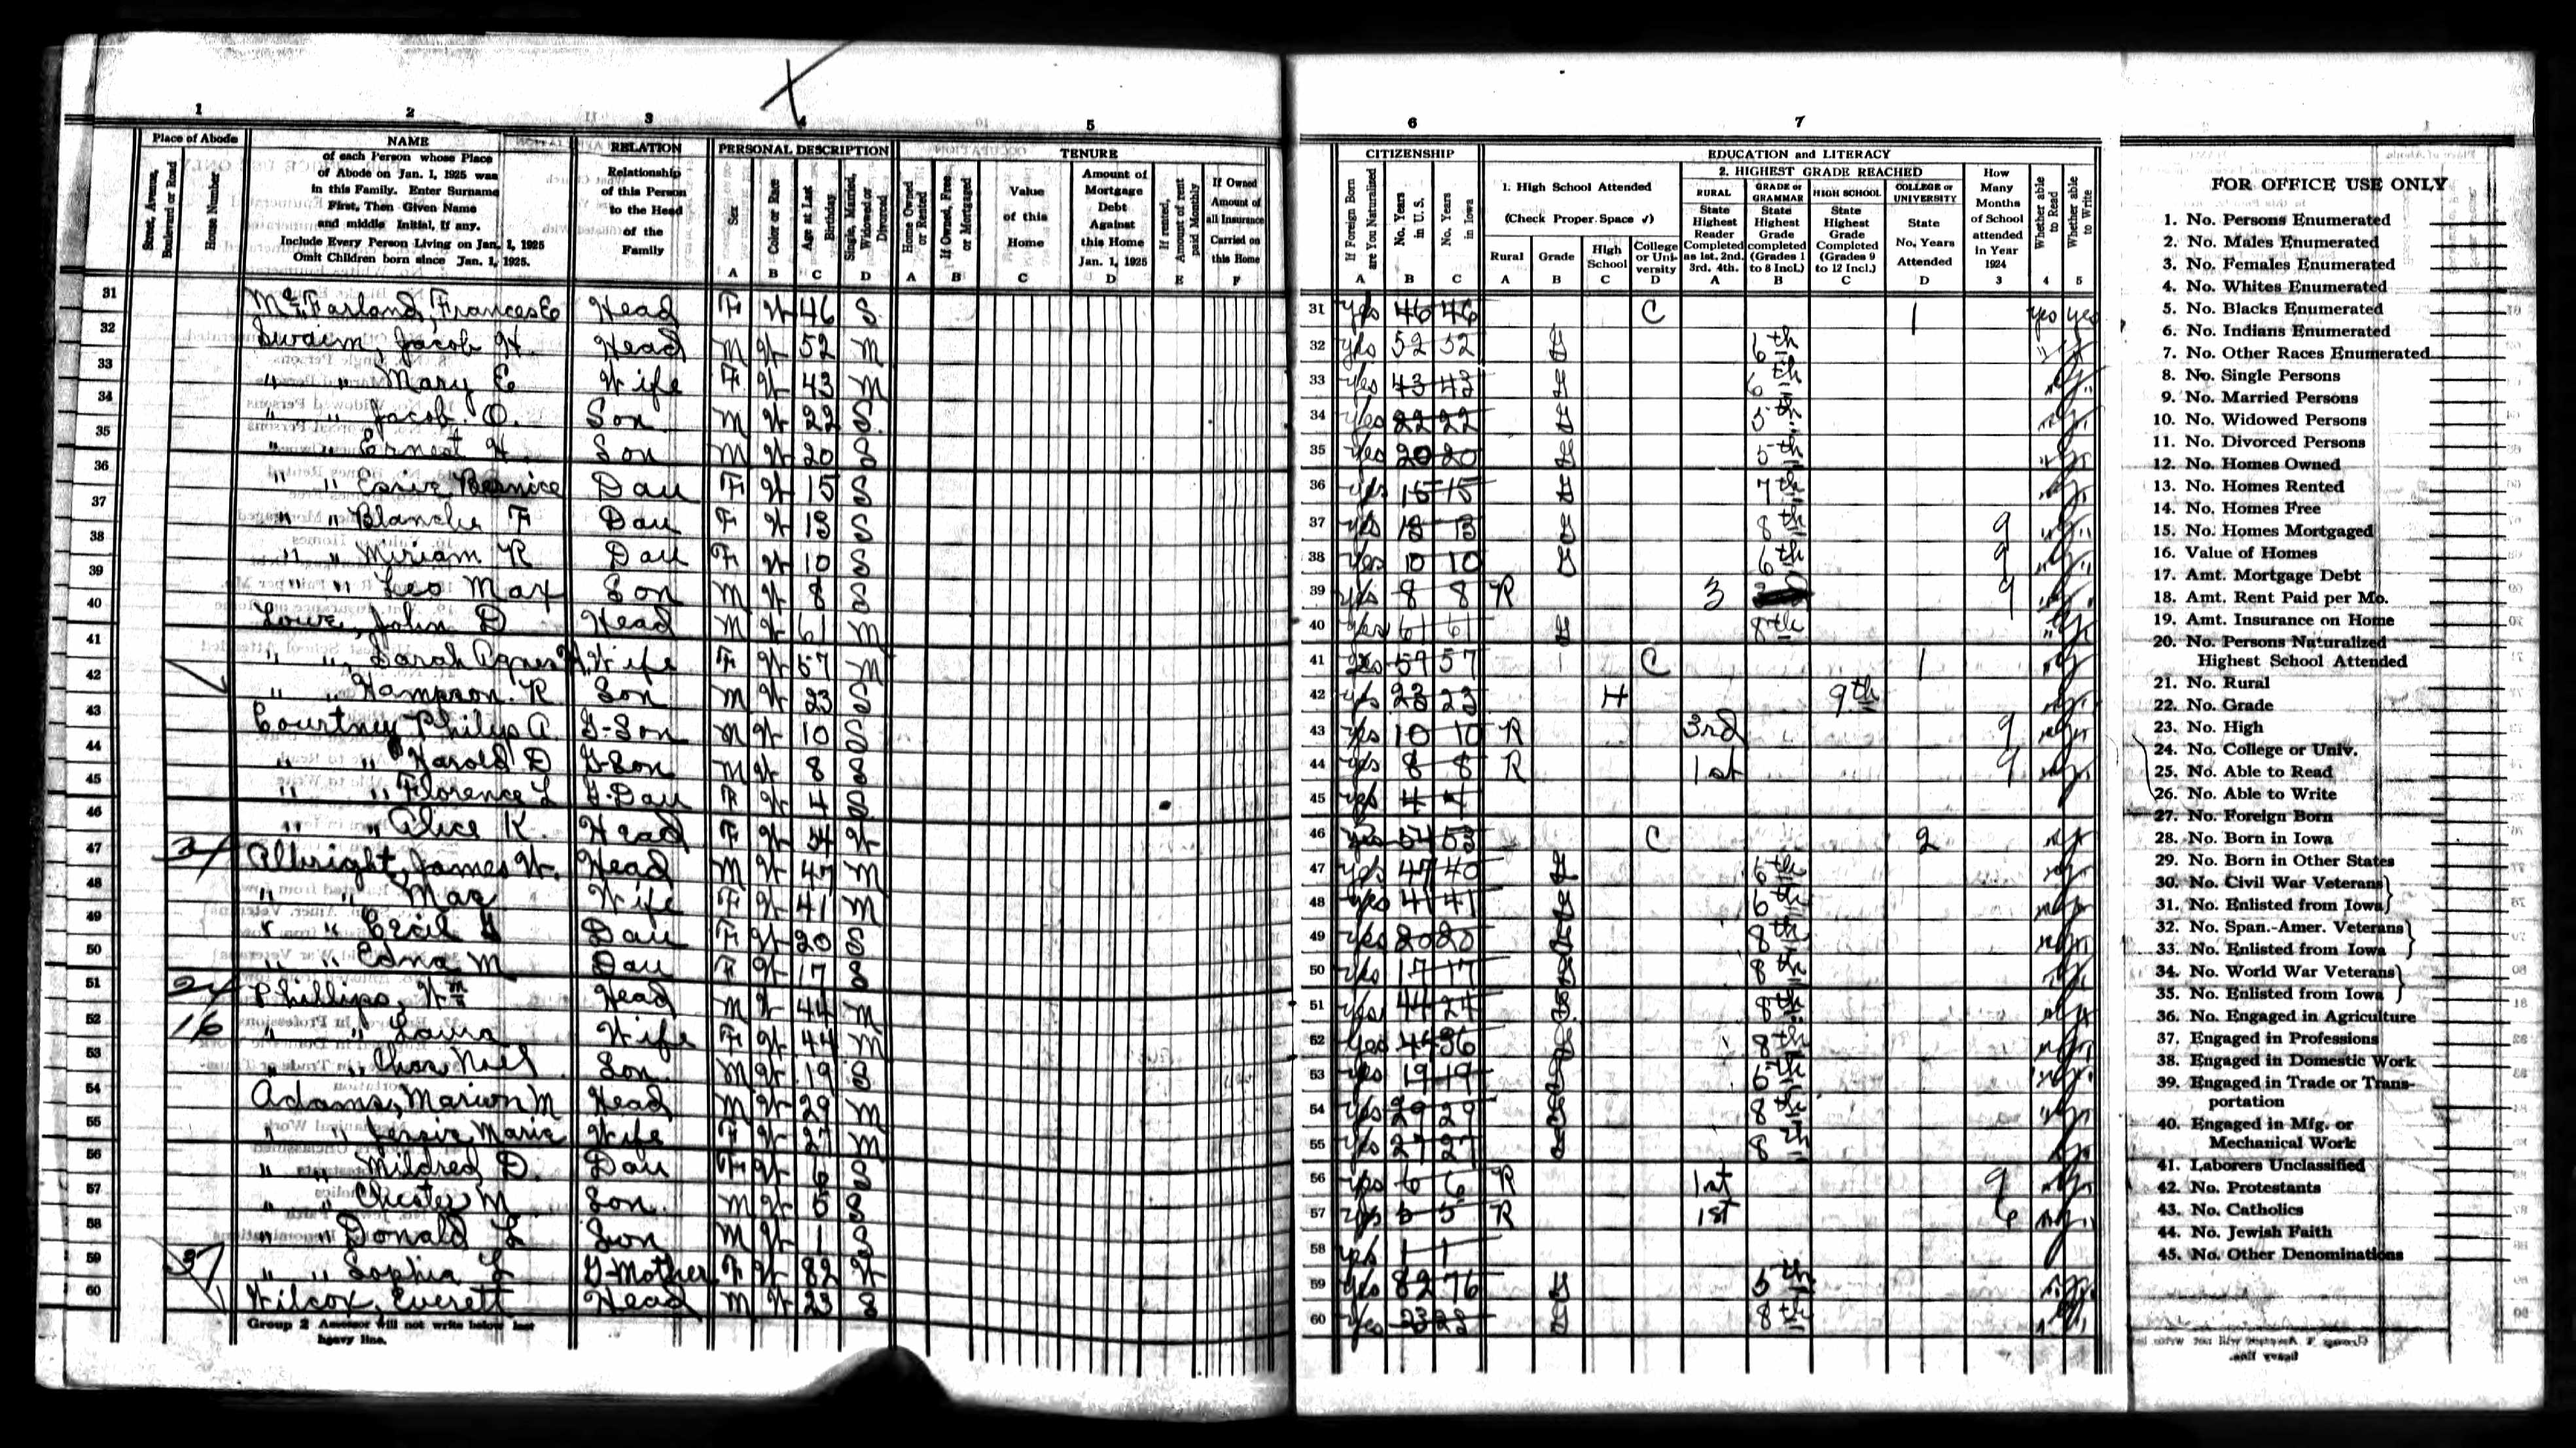 1 2 3 4 5 6 7
Place of Abode
Street, Avenue, Boulevard or Road
House Number
NAME
of each Person whose Place
of Abode on Jan. 1, 1925 was
in this Family. Enter Surname
First, Then Given Name
and middle Initial, if any.
Include Every Person Living on Jan. 1, 1925
Omit Children born since Jan. 1, 1925.
RELATION
Relationship
of this Person
to the Head
of the
Family
PERSONAL DESCRIPTION
Sex
Color or Race
Age at Last Birthday
Single, Married, Widowed or Divorced
A B C D
TENURE
Home Owned or Rented
If Owned, Free or Mortgaged
Value of this Home
Amount of Mortgage Debt Against this Home Jan. 1, 1925
If rented, Amount of rent paid Monthly
If Owned Amount of all Insurance Carried on this Home
A B C D E F
CITIZENSHIP
If Foreign Born are You Naturalized
No. Years in U.S.
No. Years in Iowa
A B C
EDUCATION and LITERACY
1. High School Attended
(Check Proper Space ✓)
Rural Grade High School College or University
A B C D
2. HIGHEST GRADE REACHED
RURAL
State Highest Reader Completed as 1st. 2nd. 3rd. 4th.
GRADE or GRAMMAR
State Highest Grade completed (Grades 1 to 8 Incl.)
HIGH SCHOOL
State Highest Grade Completed (Grades 9 to 12 Incl.)
COLLEGE or UNIVERSITY
State No. Years Attended
A B C D
How Many Months of School attended in Year 1924
3
Whether able to Read
4
Whether able to Write
5
31 McFarland, Frances E Head F W 46 S 31 yes 46 46 C 1 yes yes
32 Swaim, Jacob H. Head M W 52 M 32 yes 52 52 G 6th " "
33 " " Mary E Wife F W 43 M 33 yes 43 43 G 6th " "
34 " " Jacob. O. Son M W 22 S. 34 yes 22 22 G 5th " "
35 " " Ernest H. Son M W 20 S 35 yes 20 20 G 5th " "
36 " " Bernice Dau F W 15 S 36 yes 15 15 G 7th " "
37 " " Blanche F Dau F W 13 S 37 yes 13 13 G 8th 9 " "
38 " " Miriam R Dau F W 10 S 38 yes 10 10 G 6th 9 " "
39 " " Leo Max Son M W 8 S 39 yes 8 8 R 3 9 " "
40 Lowe, John D Head M W 61 M 40 yes 61 61 G 8th " "
41 " " Sarah Agnes Wife F W 57 M 41 yes 57 57 C 1 " "
42 " " Hampson. R Son M W 23 S 42 yes 23 23 H 9th " "
43 Courtney Philip A. G-Son M W 10 S 43 yes 10 10 R 3rd 9 " "
44 " " Harold D G-Son M W 8 S 44 yes 8 8 R 1st 9 " "
45 " " Florence L G-Dau F W 4 S 45 yes 4 4
46 " " Alice K. Head F W 54 W 46 yes 54 53 C 2 " "
47 Albright, James W. Head M W 47 M 47 yes 47 40 G 6th " "
48 " " May Wife F W 41 M 48 yes 41 41 G 6th " "
49 " " Cecil Dau F W 20 S 49 yes 20 20 G 8th " "
50 " " Edna M Dau F W 17 S 50 yes 17 17 G 8th " "
51 Phillips, Wm Head M W 44 M 51 yes 44 24 G 8th " "
52 16 " " Laura Wife F W 44 M 52 yes 44 36 G 8th " "
53 " " Chas Son M W 19 S 53 yes 19 19 G 6th " "
54 Adams, Marion M Head M W 29 M 54 yes 29 29 G 8th " "
55 " " Jessie Marie Wife F W 27 M 55 yes 27 27 G 8th " "
56 " " Mildred D. Dau F W 6 S 56 yes 6 6 R 1st 9 " "
57 " " Chester M Son M W 5 S 57 yes 5 5 R 1st 6 " "
58 " " Donald L Son M W 1 S 58 yes 1 1
59 37 " " Sophia L G-Mother F W 82 W 59 yes 82 76 G 5th " "
60 Wilcox, Everett Head M W 23 S 60 yes 23 23 G 8th " "
Group 2 Assessor will not write below last
heavy line.
FOR OFFICE USE ONLY
1. No. Persons Enumerated
2. No. Males Enumerated
3. No. Females Enumerated
4. No. Whites Enumerated
5. No. Blacks Enumerated
6. No. Indians Enumerated
7. No. Other Races Enumerated
8. No. Single Persons
9. No. Married Persons
10. No. Widowed Persons
11. No. Divorced Persons
12. No. Homes Owned
13. No. Homes Rented
14. No. Homes Free
15. No. Homes Mortgaged
16. Value of Homes
17. Amt. Mortgage Debt
18. Amt. Rent Paid per Mo.
19. Amt. Insurance on Home
20. No. Persons Naturalized
Highest School Attended
21. No. Rural
22. No. Grade
23. No. High
24. No. College or Univ.
25. No. Able to Read
26. No. Able to Write
27. No. Foreign Born
28. No. Born in Iowa
29. No. Born in Other States
30. No. Civil War Veterans
31. No. Enlisted from Iowa
32. No. Span.-Amer. Veterans
33. No. Enlisted from Iowa
34. No. World War Veterans
35. No. Enlisted from Iowa
36. No. Engaged in Agriculture
37. Engaged in Professions
38. Engaged in Domestic Work
39. Engaged in Trade or Trans-
portation
40. Engaged in Mfg. or
Mechanical Work
41. Laborers Unclassified
42. No. Protestants
43. No. Catholics
44. No. Jewish Faith
45. No. Other Denominations